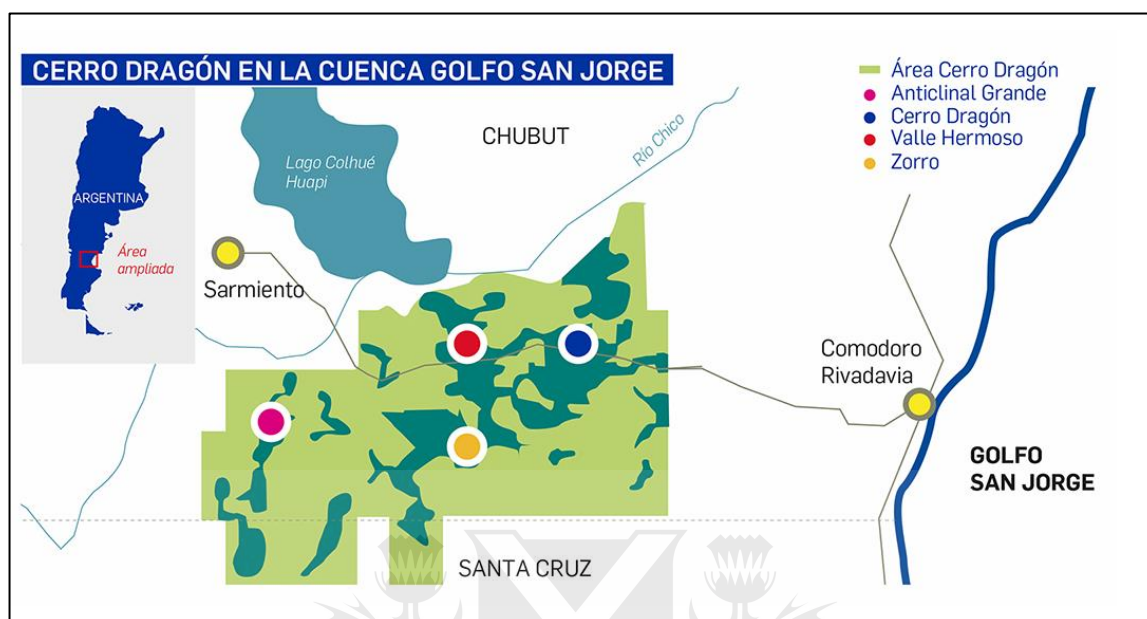 CERRO DRAGÓN EN LA CUENCA GOLFO SAN JORGE
ARGENTINA
Área
ampliada
Lago Colhué
Huapi
CHUBUT
Río Chico
Área Cerro Dragón
Anticlinal Grande
Cerro Dragón
Valle Hermoso
Zorro
Sarmiento
Comodoro
Rivadavia
GOLFO
SAN JORGE
SANTA CRUZ